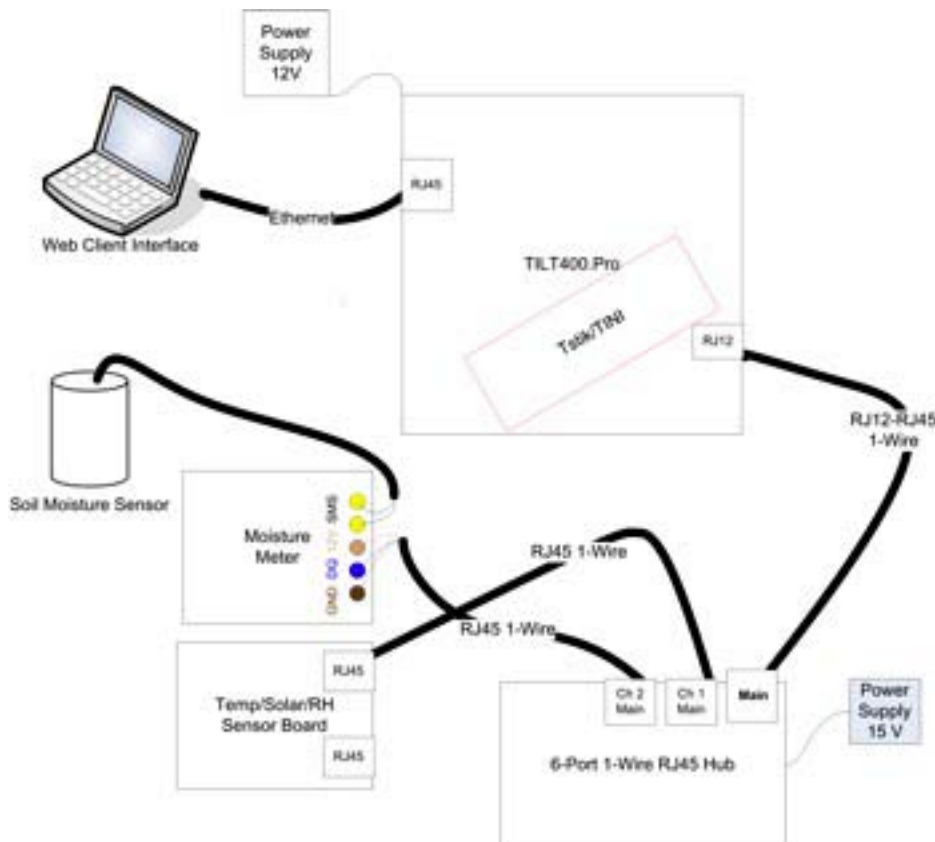 Power
Supply
12V
RJ45
Ethernet
Web Client Interface
TILT400.Pro
Tstik/TINI
RJ12
RJ12-RJ45
1-Wire
Soil Moisture Sensor
Moisture
Meter
SMS
12V
DQ
GND
RJ45 1-Wire
RJ45 1-Wire
RJ45
Temp/Solar/RH
Sensor Board
RJ45
Ch 2
Main
Ch 1
Main
Main
6-Port 1-Wire RJ45 Hub
Power
Supply
15 V